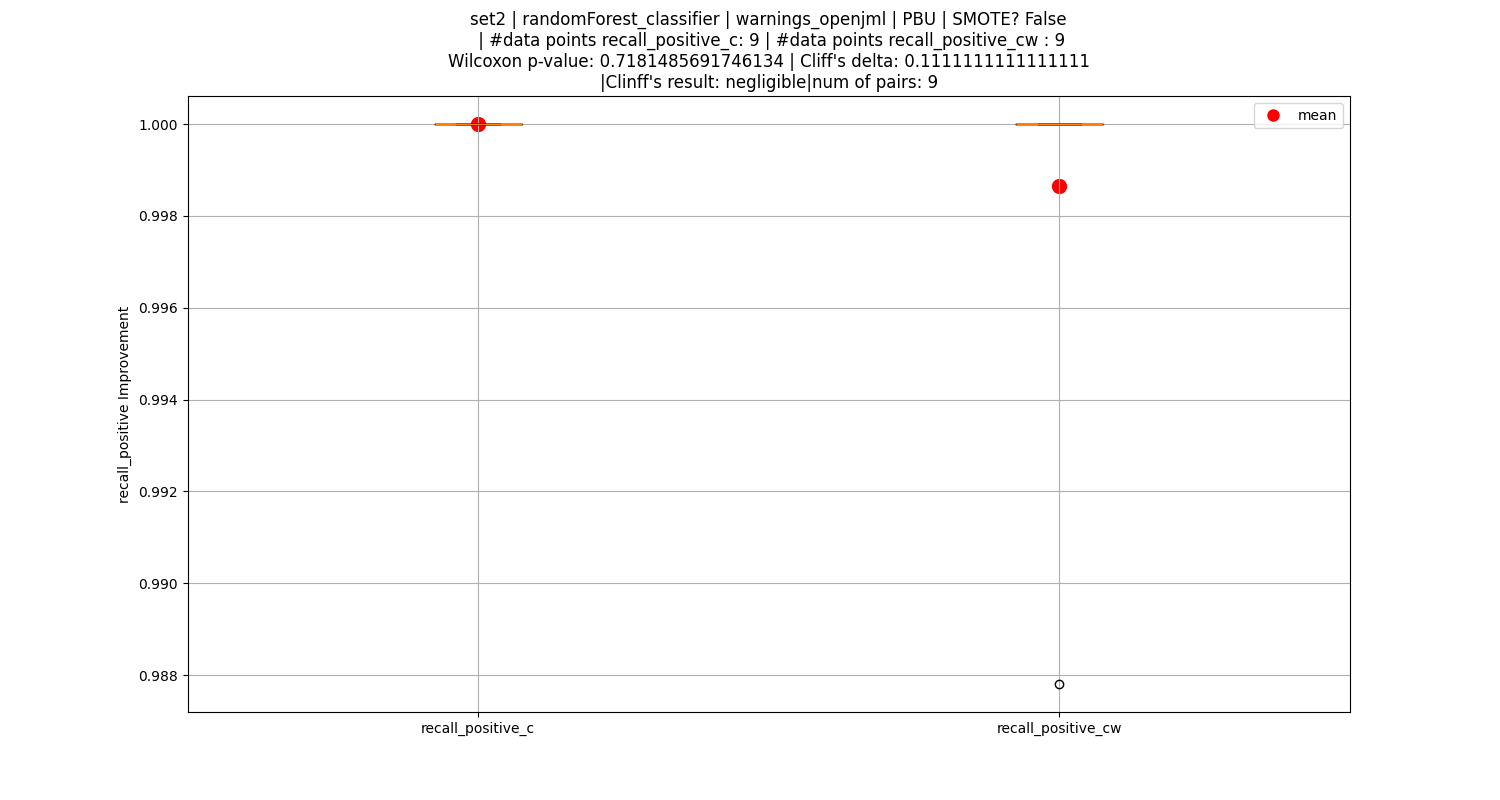 set2 | randomForest_classifier | warnings_openjml | PBU | SMOTE? False
| #data points recall_positive_c: 9 | #data points recall_positive_cw : 9
Wilcoxon p-value: 0.7181485691746134 | Cliff's delta: 0.1111111111111111
|Clinff's result: negligible|num of pairs: 9
mean
1.000
0.998
0.996
0.994
0.992
0.990
0.988
recall_positive Improvement
recall_positive_c
recall_positive_cw